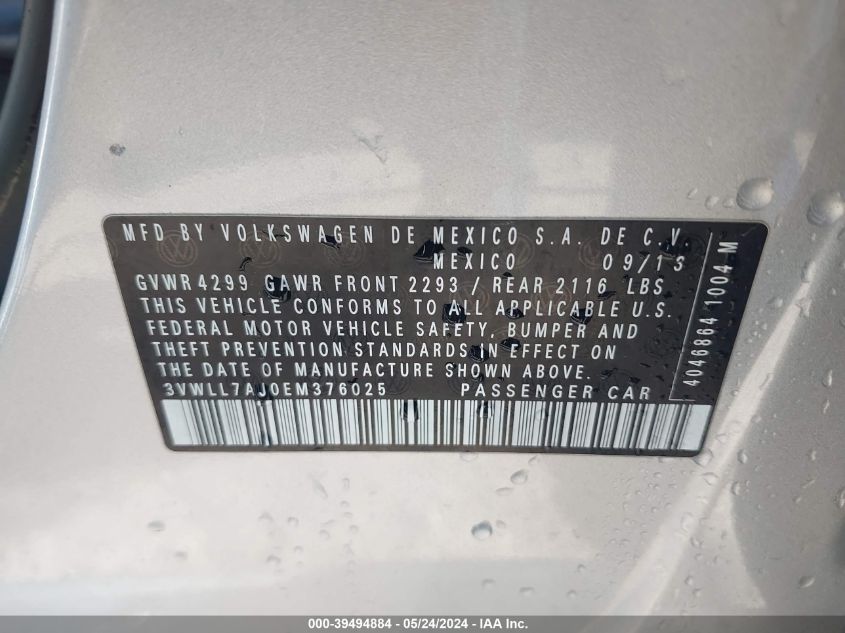 MFD BY VOLKSWAGEN DE MEXICO S.A. DE C.V.
MEXICO 09/13
GVWR 4299 GAWR FRONT 2293 / REAR 2116 LBS
THIS VEHICLE CONFORMS TO ALL APPLICABLE U.S.
FEDERAL MOTOR VEHICLE SAFETY, BUMPER AND
THEFT PREVENTION STANDARDS IN EFFECT ON
THE DATE OF MANUFACTURE SHOWN ABOVE.
3VWLL7AJ0EM376025 PASSENGER CAR
40468641004 M
000-39494884 / 05/24/2024 - IAA Inc.